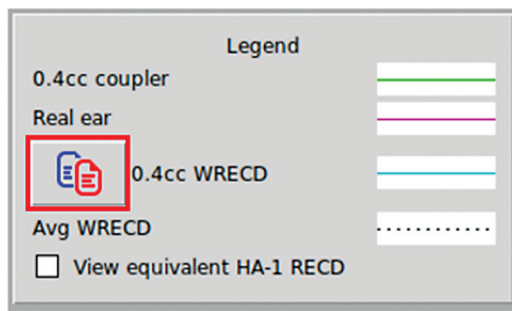 Legend
0.4cc coupler
Real ear
0.4cc WRECD
Avg WRECD
View equivalent HA-1 RECD